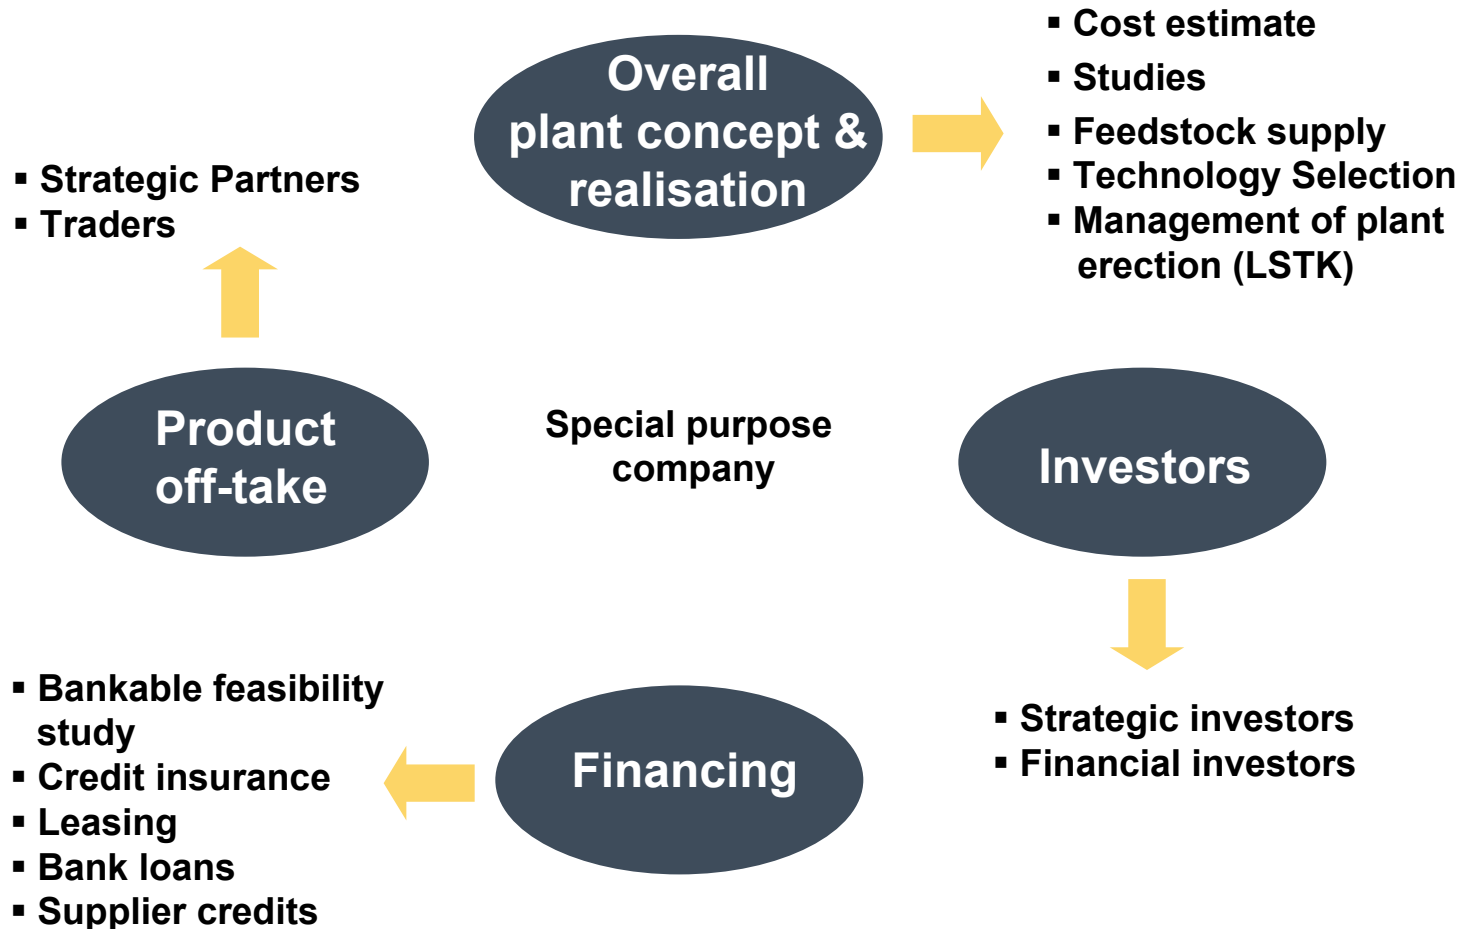 Overall
plant concept &
realisation
▪ Cost estimate
▪ Studies
▪ Feedstock supply
▪ Technology Selection
▪ Management of plant
erection (LSTK)
▪ Strategic Partners
▪ Traders
Product
off-take
Special purpose
company
Investors
▪ Strategic investors
▪ Financial investors
Financing
▪ Bankable feasibility
study
▪ Credit insurance
▪ Leasing
▪ Bank loans
▪ Supplier credits